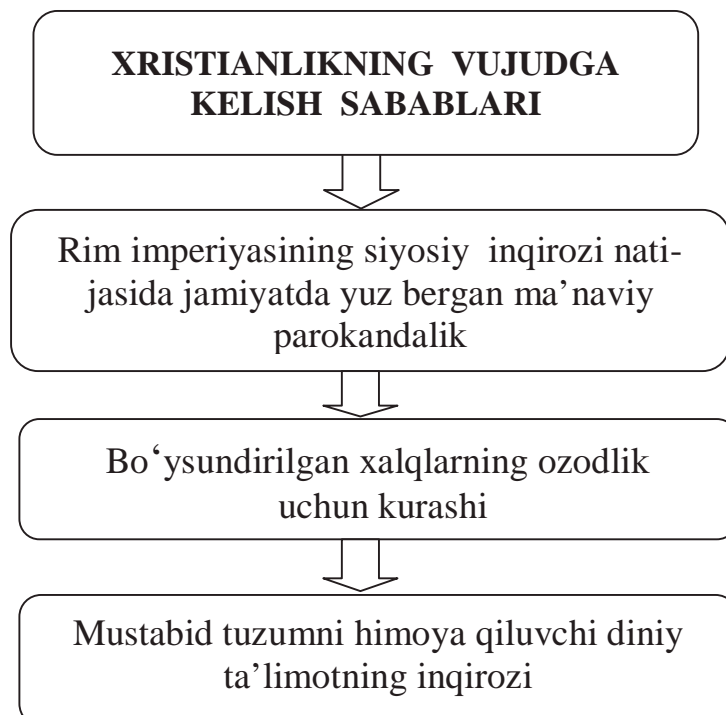 XRISTIANLIKNING VUJUDGA
KELISH SABABLARI
Rim imperiyasining siyosiy inqirozi nati-
jasida jamiyatda yuz bergan ma’naviy
parokandalik
Bo‘ysundirilgan xalqlarning ozodlik
uchun kurashi
Mustabid tuzumni himoya qiluvchi diniy
ta’limotning inqirozi